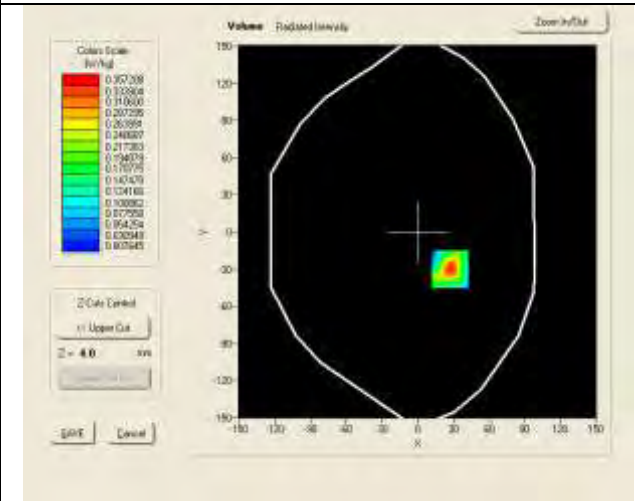 Volume Radiated Intensity
Zoom In/Out
Colors Scale
(W/kg)
0.357208
0.333904
0.310600
0.287295
0.263991
0.240687
0.217383
0.194079
0.170775
0.147470
0.124166
0.100862
0.077558
0.054254
0.030949
0.007645
150
120
90
60
30
0
-30
-60
-90
-120
-150
Y
-150 -120 -90 -60 -30 0 30 60 90 120 150
X
Z Cuts Control
Upper Cut
Z = 4.0 mm
SAVE Cancel